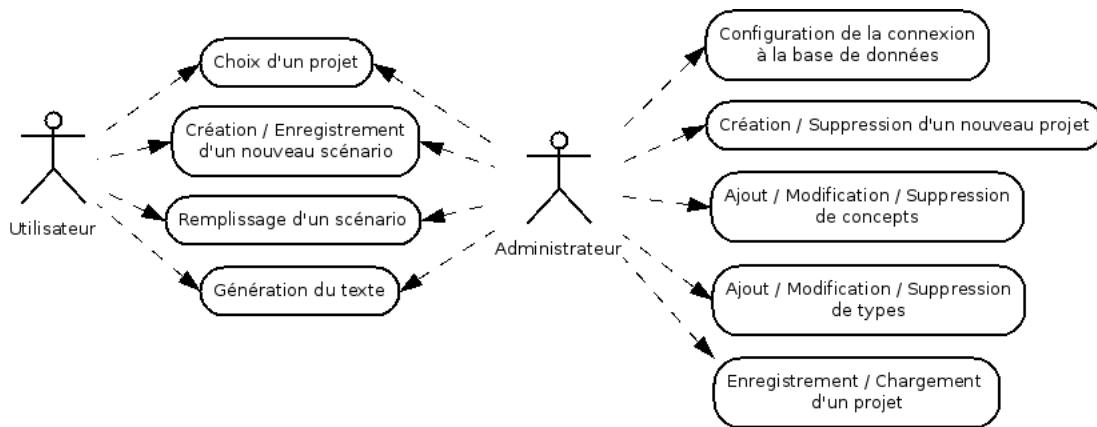 Choix d'un projet
Création / Enregistrement
d'un nouveau scénario
Remplissage d'un scénario
Génération du texte
Utilisateur
Administrateur
Configuration de la connexion
à la base de données
Création / Suppression d'un nouveau projet
Ajout / Modification / Suppression
de concepts
Ajout / Modification / Suppression
de types
Enregistrement / Chargement
d'un projet